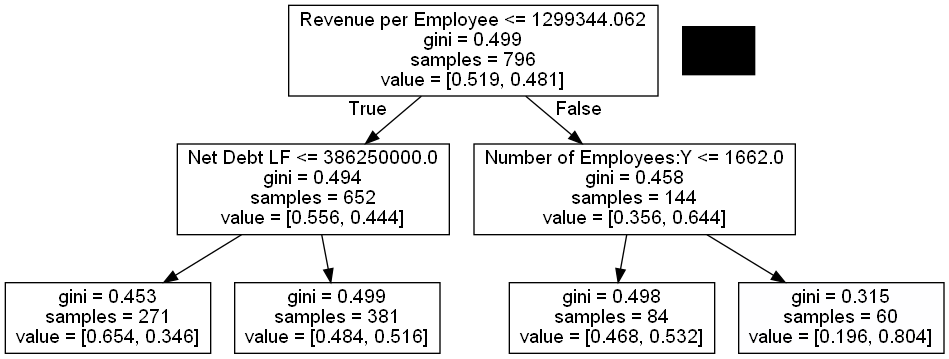 Revenue per Employee <= 1299344.062
gini = 0.499
samples = 796
value = [0.519, 0.481]
True
False
Net Debt LF <= 386250000.0
gini = 0.494
samples = 652
value = [0.556, 0.444]
Number of Employees:Y <= 1662.0
gini = 0.458
samples = 144
value = [0.356, 0.644]
gini = 0.453
samples = 271
value = [0.654, 0.346]
gini = 0.499
samples = 381
value = [0.484, 0.516]
gini = 0.498
samples = 84
value = [0.468, 0.532]
gini = 0.315
samples = 60
value = [0.196, 0.804]